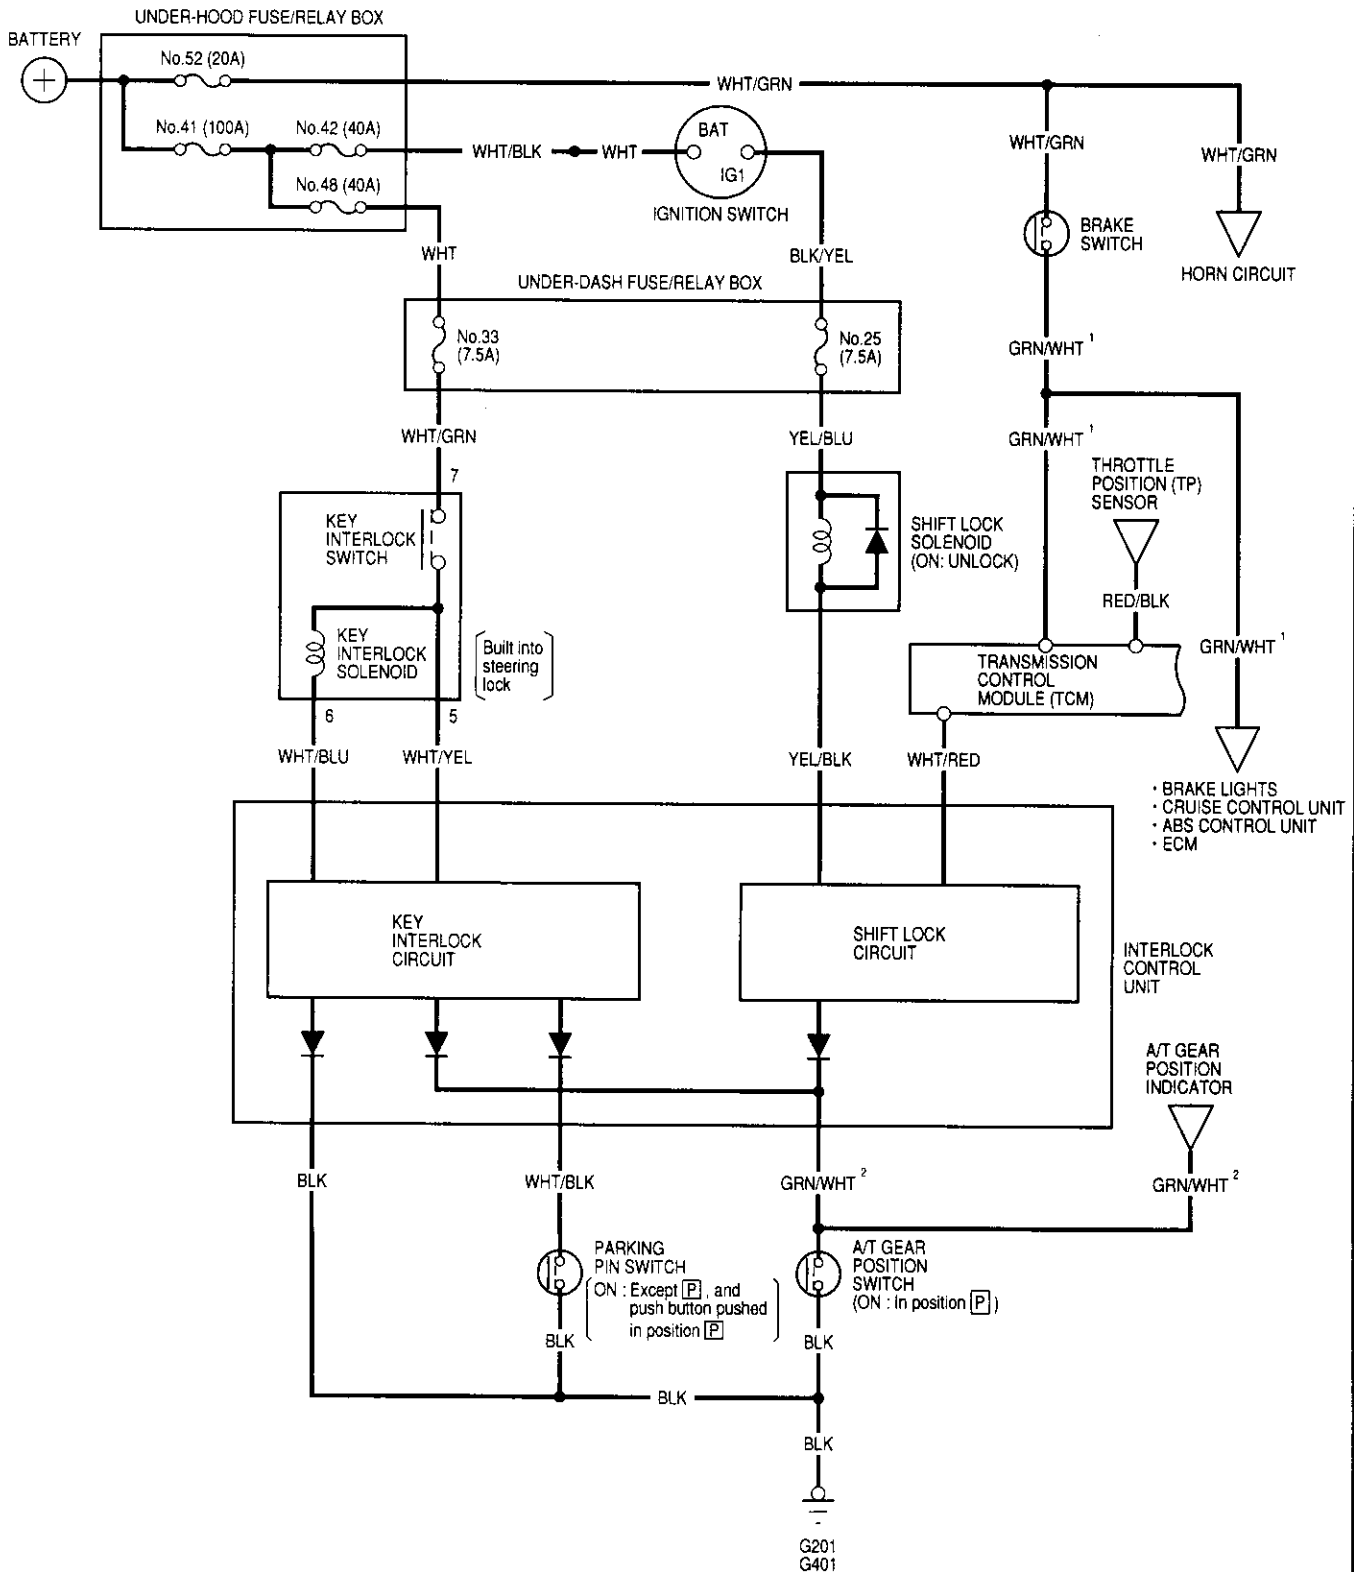 UNDER-HOOD FUSE/RELAY BOX
BATTERY
No.52 (20A)
WHT/GRN
No.41 (100A)
No.42 (40A)
WHT/BLK
WHT
BAT
IG1
IGNITION SWITCH
WHT/GRN
WHT/GRN
No.48 (40A)
BRAKE
SWITCH
HORN CIRCUIT
WHT
BLK/YEL
UNDER-DASH FUSE/RELAY BOX
No.33
(7.5A)
No.25
(7.5A)
GRN/WHT 1
WHT/GRN
YEL/BLU
GRN/WHT 1
7
THROTTLE
POSITION (TP)
SENSOR
KEY
INTERLOCK
SWITCH
SHIFT LOCK
SOLENOID
(ON: UNLOCK)
RED/BLK
KEY
INTERLOCK
SOLENOID
Built into
steering
lock
GRN/WHT 1
TRANSMISSION
CONTROL
MODULE (TCM)
6
5
WHT/BLU
WHT/YEL
YEL/BLK
WHT/RED
· BRAKE LIGHTS
· CRUISE CONTROL UNIT
· ABS CONTROL UNIT
· ECM
KEY
INTERLOCK
CIRCUIT
SHIFT LOCK
CIRCUIT
INTERLOCK
CONTROL
UNIT
A/T GEAR
POSITION
INDICATOR
BLK
WHT/BLK
GRN/WHT 2
GRN/WHT 2
PARKING
PIN SWITCH
(ON : Except P , and
push button pushed
in position P )
A/T GEAR
POSITION
SWITCH
(ON : In position P )
BLK
BLK
BLK
BLK
G201
G401